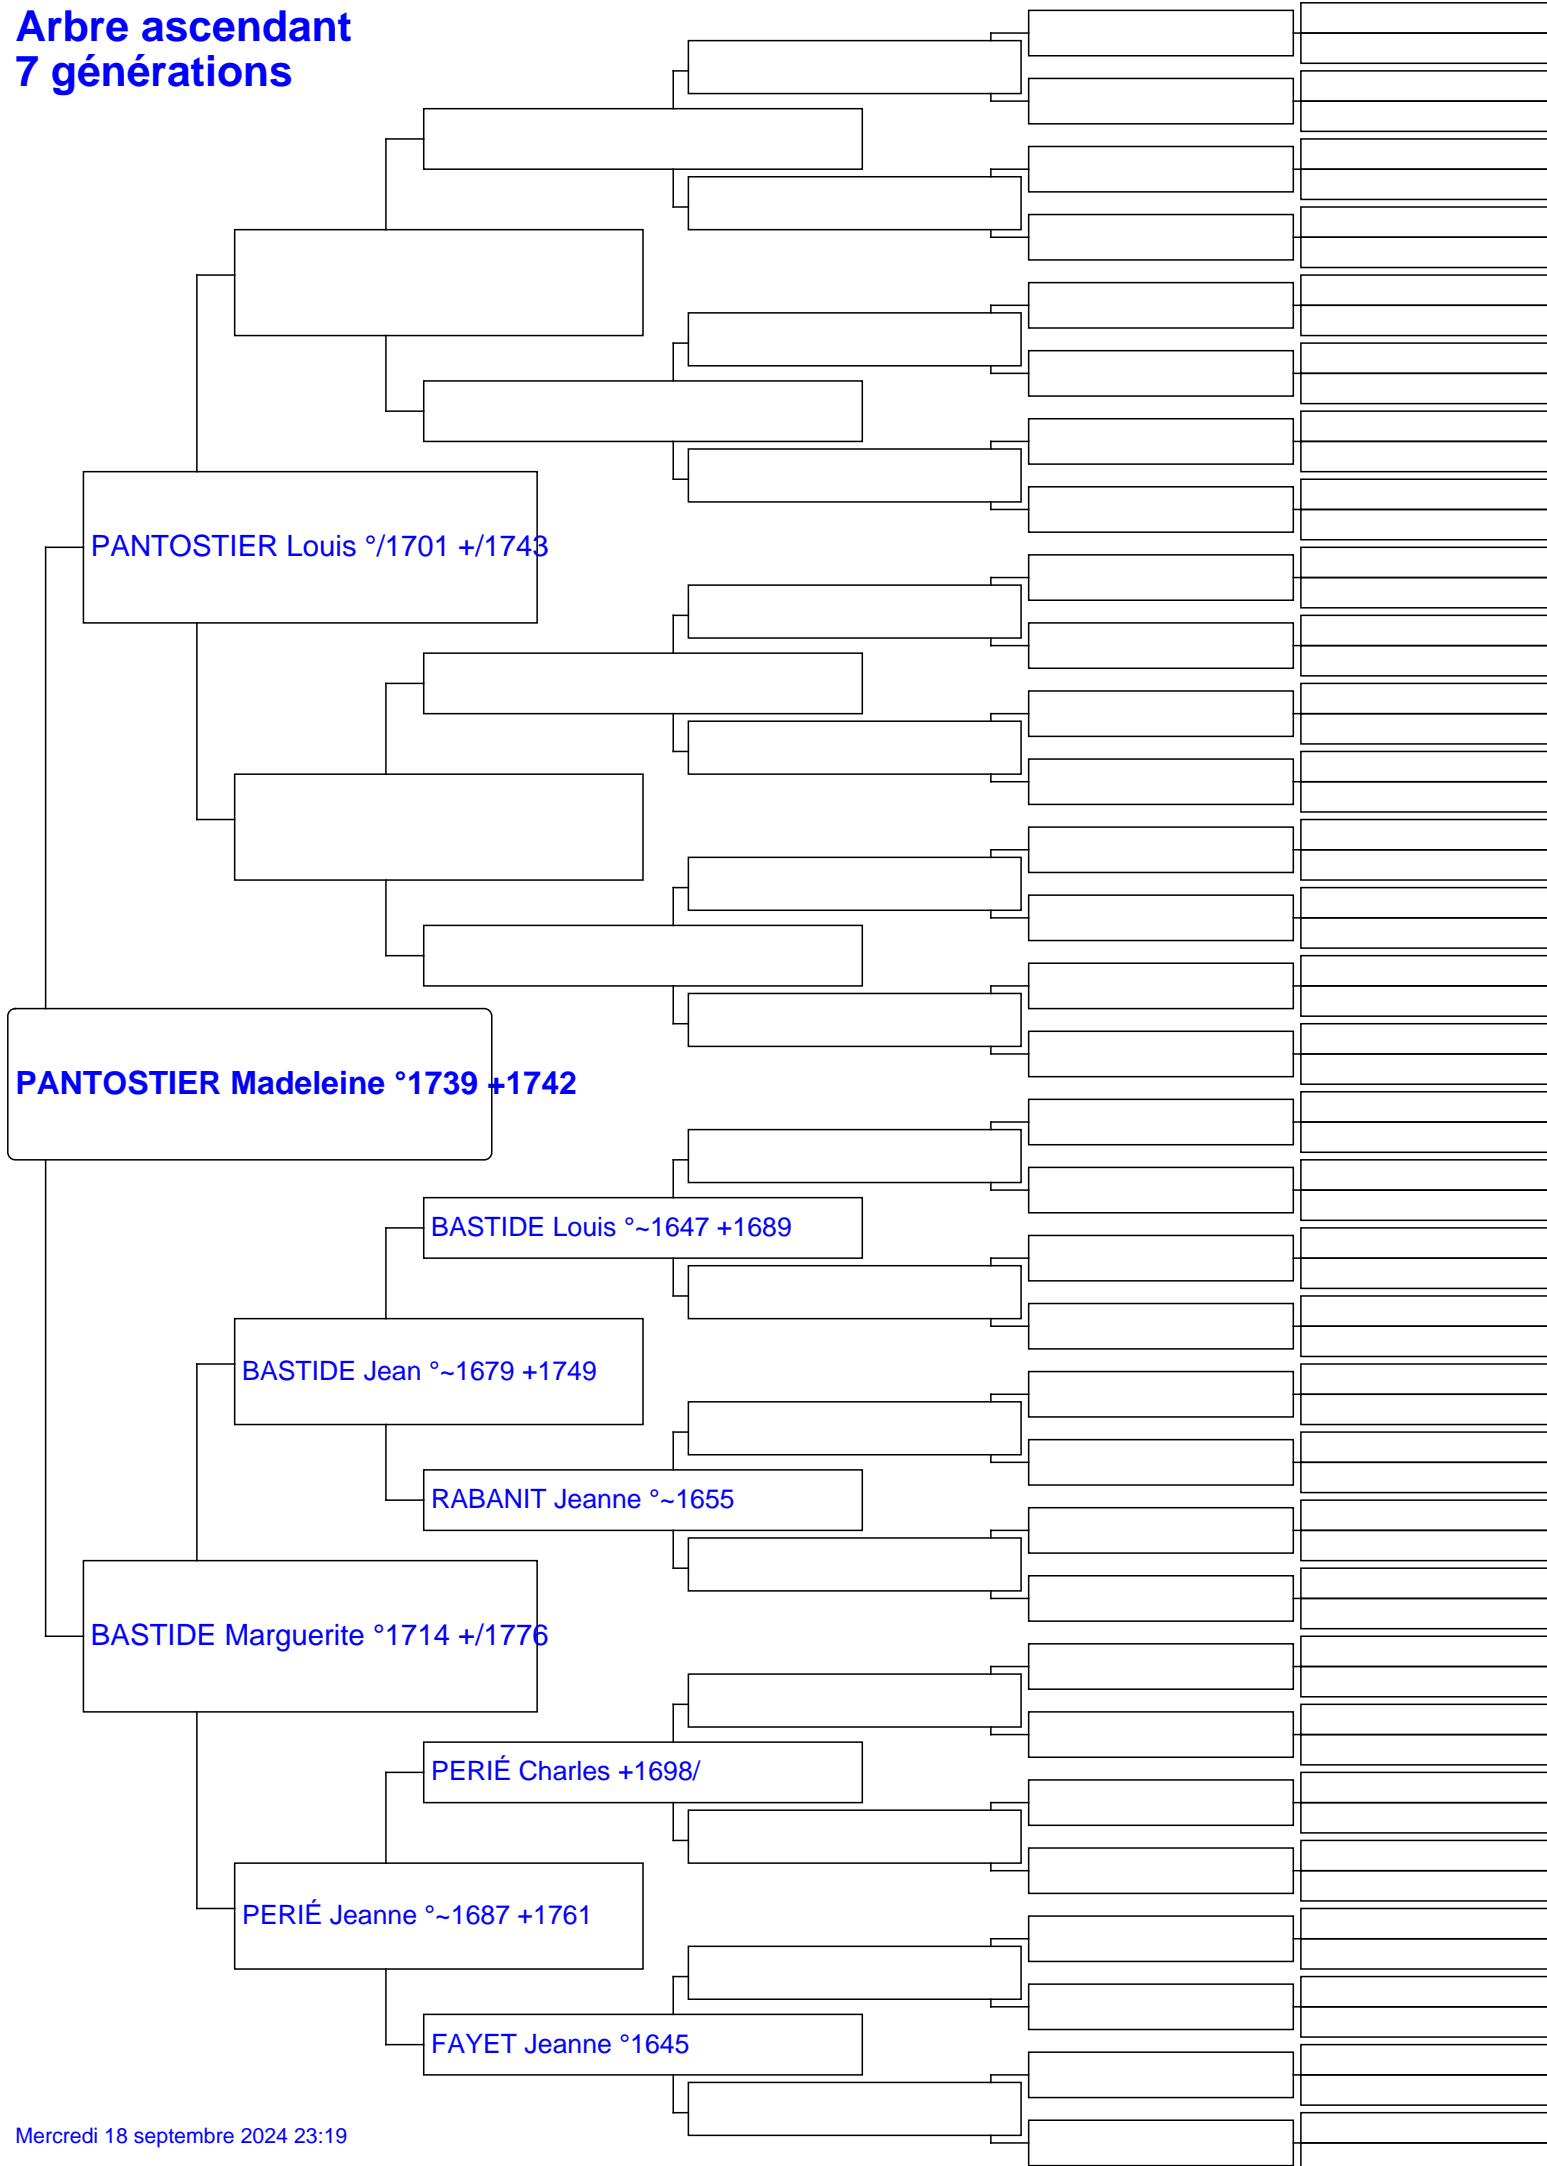 Arbre ascendant
7 générations
PANTOSTIER Louis °/1701 +/1743
PANTOSTIER Madeleine °1739 +1742
BASTIDE Louis °~1647 +1689
BASTIDE Jean °~1679 +1749
RABANIT Jeanne °~1655
BASTIDE Marguerite °1714 +/1776
PERIÉ Charles +1698/
PERIÉ Jeanne °~1687 +1761
FAYET Jeanne °1645
Mercredi 18 septembre 2024 23:19